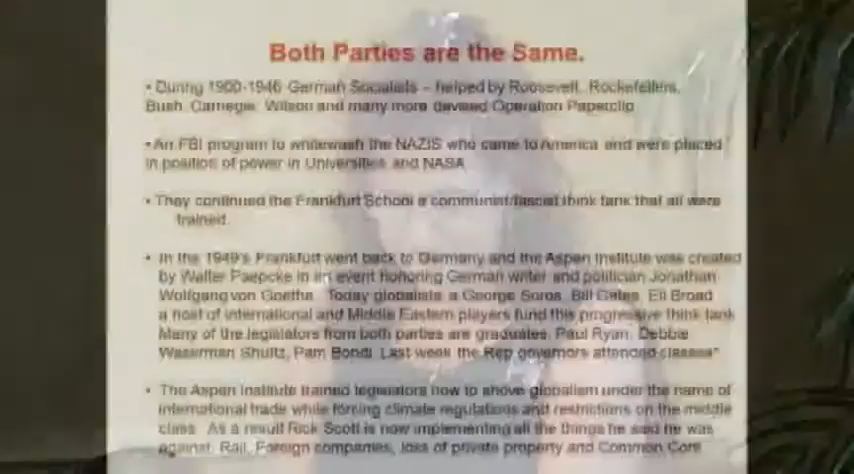 Both Parties are the Same.
• During 1900-1946 German Socialists – helped by Roosevelt, Rockefellers,
Bush, Carnegie, Wilson and many more devised Operation Paperclip
• An FBI program to whitewash the NAZIS who came to America and were placed
in position of power in Universities and NASA
• They continued the Frankfurt School a communist/fascist think tank that all were
trained.
• In the 1949's Frankfurt went back to Germany and the Aspen Institute was created
by Walter Paepcke in an event honoring German writer and politician Jonathan
Wolfgang von Goethe. Today globalists a George Soros, Bill Gates, Eli Broad
a host of international and Middle Eastern players fund this progressive think tank
Many of the legislators from both parties are graduates. Paul Ryan, Debbie
Waserman Shultz, Pam Bondi. Last week the Rep governors attended classes"
• The Aspen Institute trained legislators how to shove globalism under the name of
international trade while forcing climate regulations and restrictions on the middle
class. As a result Rick Scott is now implementing all the things he said he was
against. Rail, Foreign companies, loss of private property and Common Core